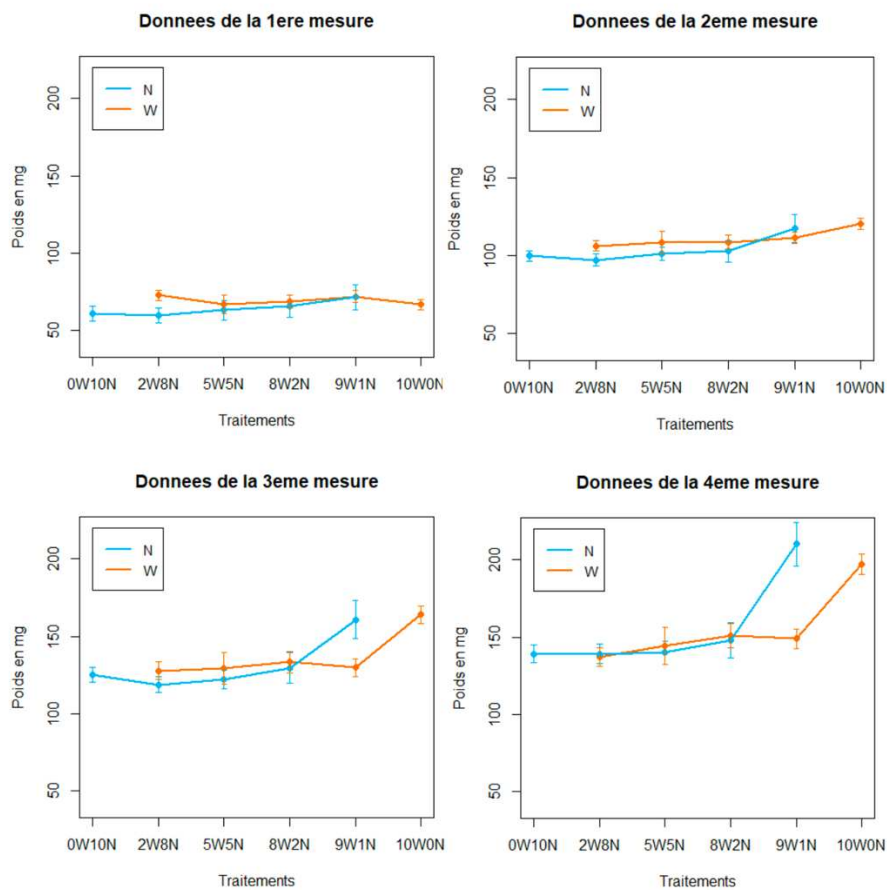 Donnees de la 1ere mesure
N
W
Poids en mg
200
150
100
50
0W10N 2W8N 5W5N 8W2N 9W1N 10W0N
Traitements
Donnees de la 2eme mesure
N
W
Poids en mg
200
150
100
50
0W10N 2W8N 5W5N 8W2N 9W1N 10W0N
Traitements
Donnees de la 3eme mesure
N
W
Poids en mg
200
150
100
50
0W10N 2W8N 5W5N 8W2N 9W1N 10W0N
Traitements
Donnees de la 4eme mesure
N
W
Poids en mg
200
150
100
50
0W10N 2W8N 5W5N 8W2N 9W1N 10W0N
Traitements